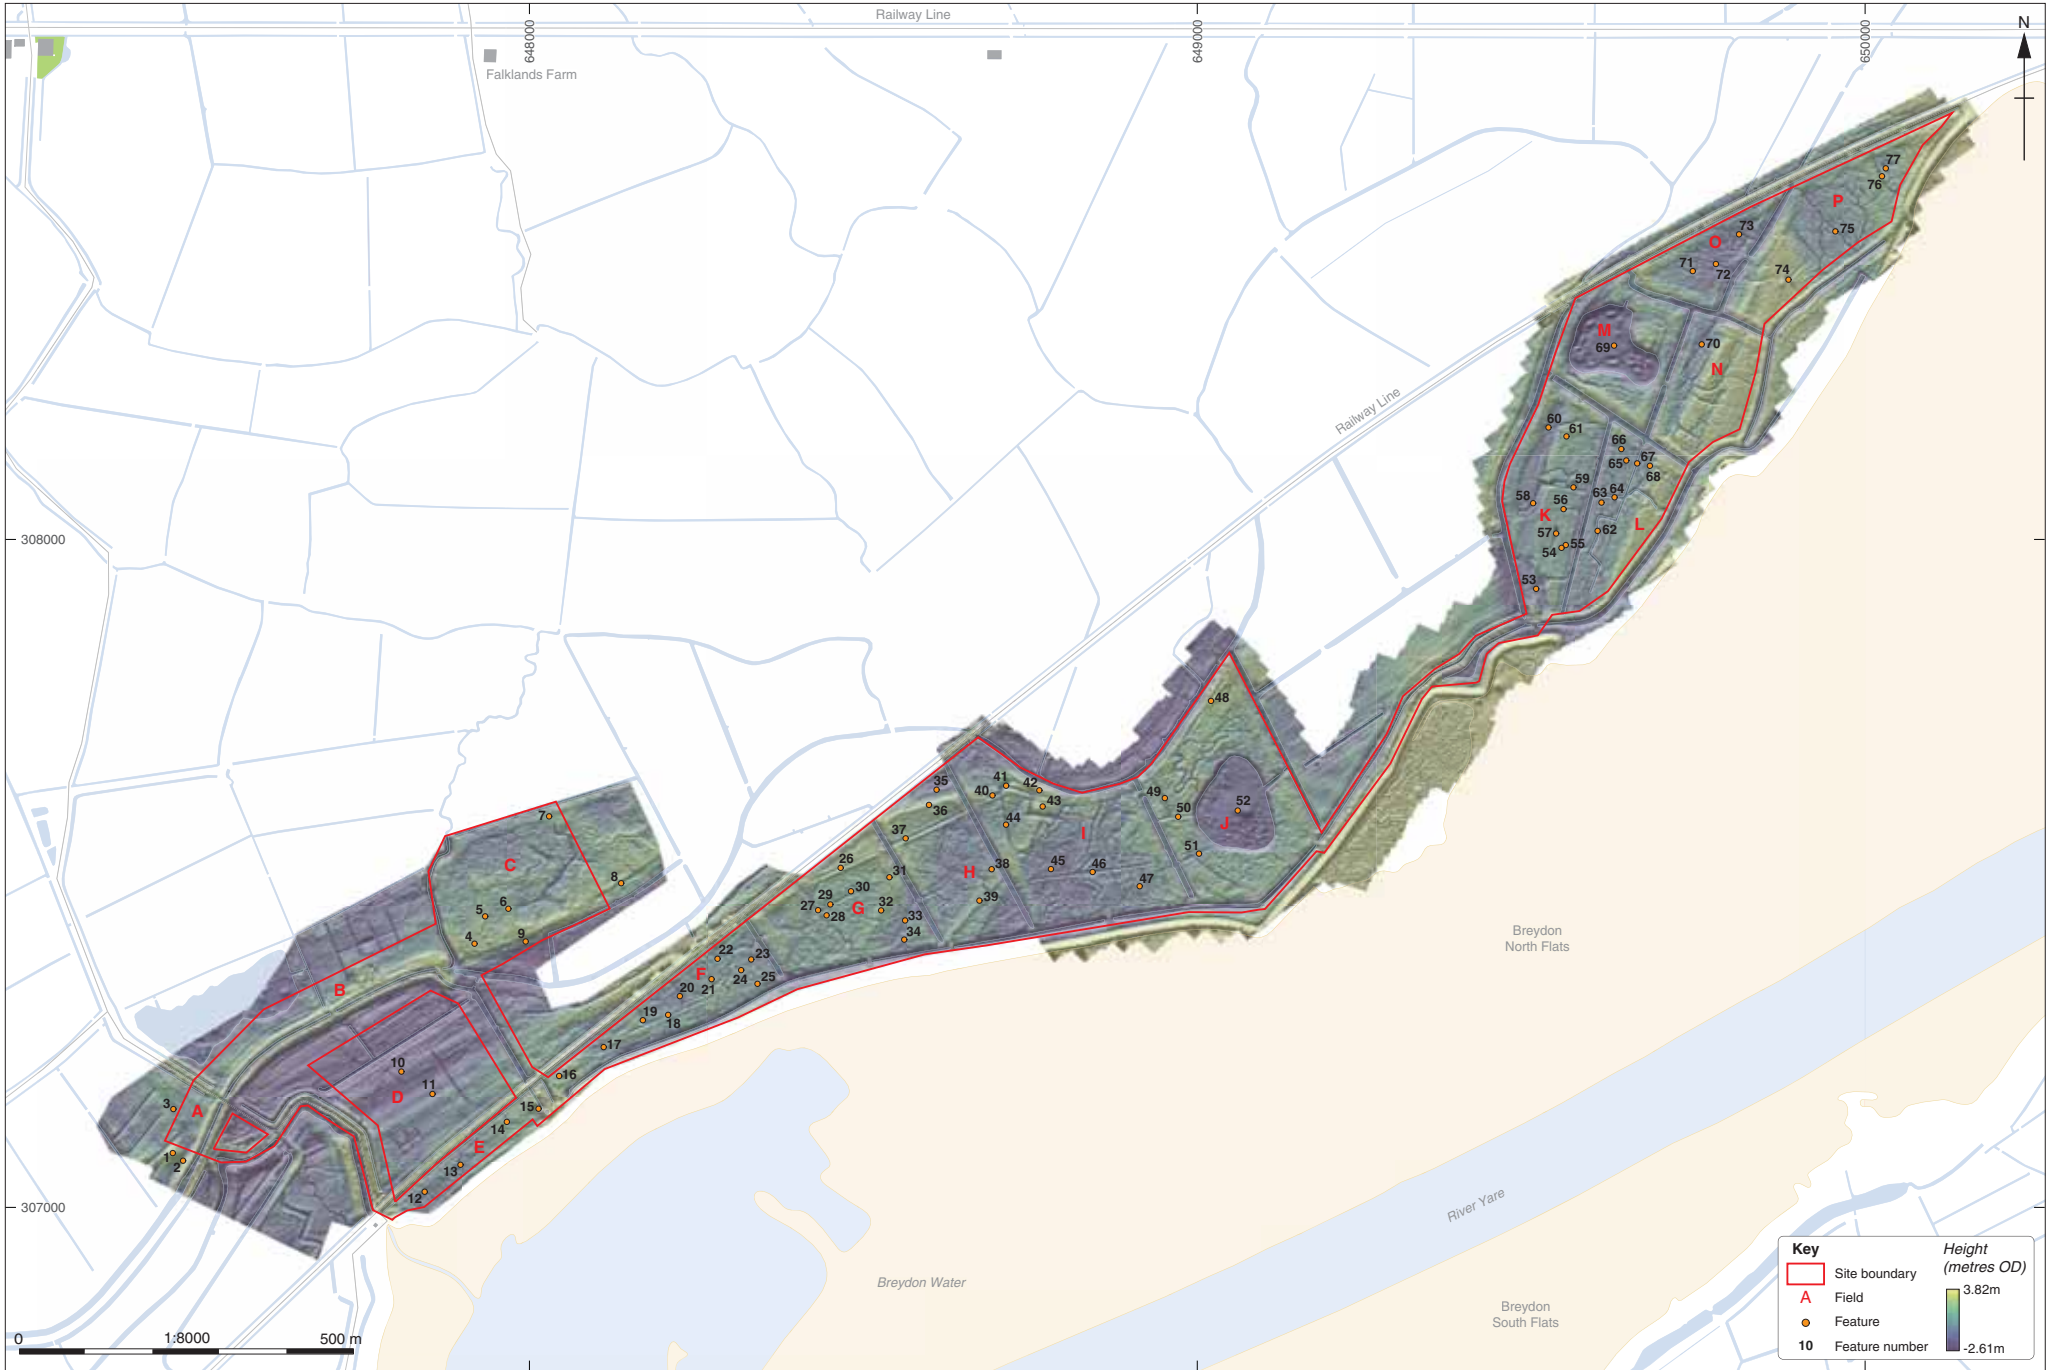 Railway Line
N
648000
649000
650000
Falklands Farm
77
76
P
73
75
O
71
72
74
M
69
70
N
Railway Line
60
61
66
65
67
68
59
58
56
63
64
K
L
308000
57
62
54
55
53
48
35
41
42
40
43
49
36
50
52
7
44
J
37
I
51
C
26
8
31
38
45
46
H
30
47
29
6
27
G
32
39
5
28
33
34
4
9
Breydon
North Flats
22
23
F
24
21
25
B
20
19
18
17
10
16
11
D
3
A
15
14
E
1
2
13
12
307000
River Yare
Breydon Water
Breydon
South Flats
Key
Site boundary
A Field
Feature
10 Feature number
Height
(metres OD)
3.82m
-2.61m
0 1:8000 500 m